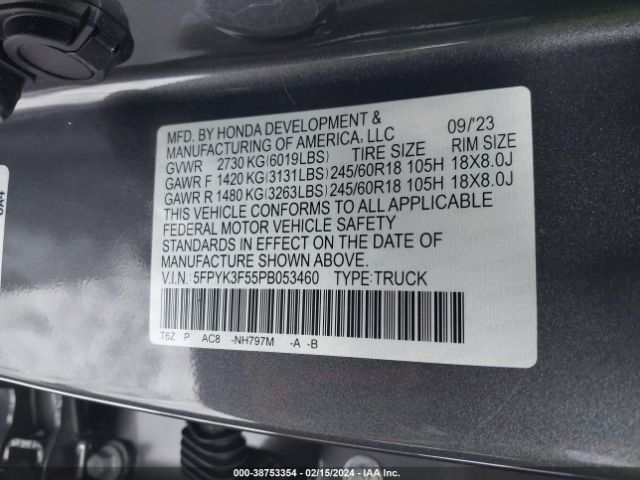 MFD. BY HONDA DEVELOPMENT &
MANUFACTURING OF AMERICA, LLC 09/'23
GVWR 2730 KG(6019LBS) TIRE SIZE RIM SIZE
GAWR F 1420 KG(3131LBS) 245/60R18 105H 18X8.0J
GAWR R 1480 KG(3263LBS) 245/60R18 105H 18X8.0J
THIS VEHICLE CONFORMS TO ALL APPLICABLE
FEDERAL MOTOR VEHICLE SAFETY
STANDARDS IN EFFECT ON THE DATE OF
MANUFACTURE SHOWN ABOVE.
V.I.N.:5FPYK3F55PB053460 TYPE:TRUCK
T6Z P AC8 -NH797M -A -B
000-38753354 - 02/15/2024 - IAA Inc.